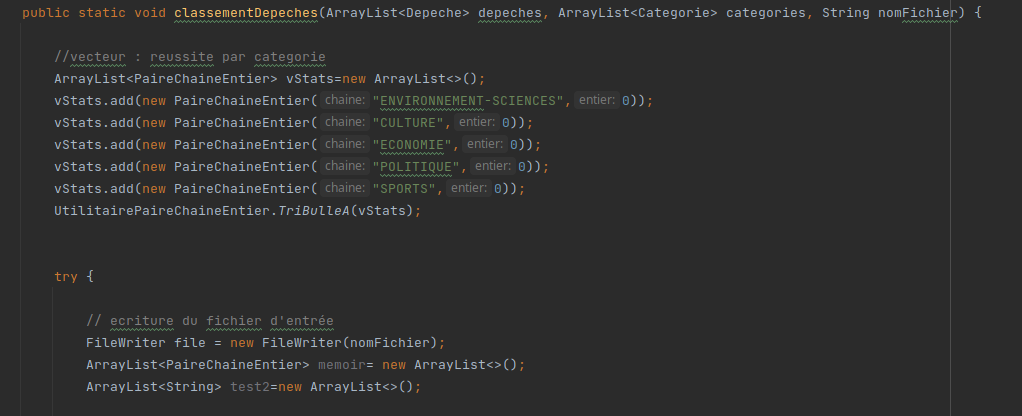 public static void classementDepeches(ArrayList<Depeche> depeches, ArrayList<Categorie> categories, String nomFichier) {
//vecteur : reussite par categorie
ArrayList<PaireChaineEntier> vStats=new ArrayList<>();
vStats.add(new PaireChaineEntier( chaine: "ENVIRONNEMENT-SCIENCES", entier: 0));
vStats.add(new PaireChaineEntier( chaine: "CULTURE", entier: 0));
vStats.add(new PaireChaineEntier( chaine: "ECONOMIE", entier: 0));
vStats.add(new PaireChaineEntier( chaine: "POLITIQUE", entier: 0));
vStats.add(new PaireChaineEntier( chaine: "SPORTS", entier: 0));
UtilitairePaireChaineEntier.TriBulleA(vStats);
try {
// ecriture du fichier d'entrée
FileWriter file = new FileWriter(nomFichier);
ArrayList<PaireChaineEntier> memoir= new ArrayList<>();
ArrayList<String> test2=new ArrayList<>();